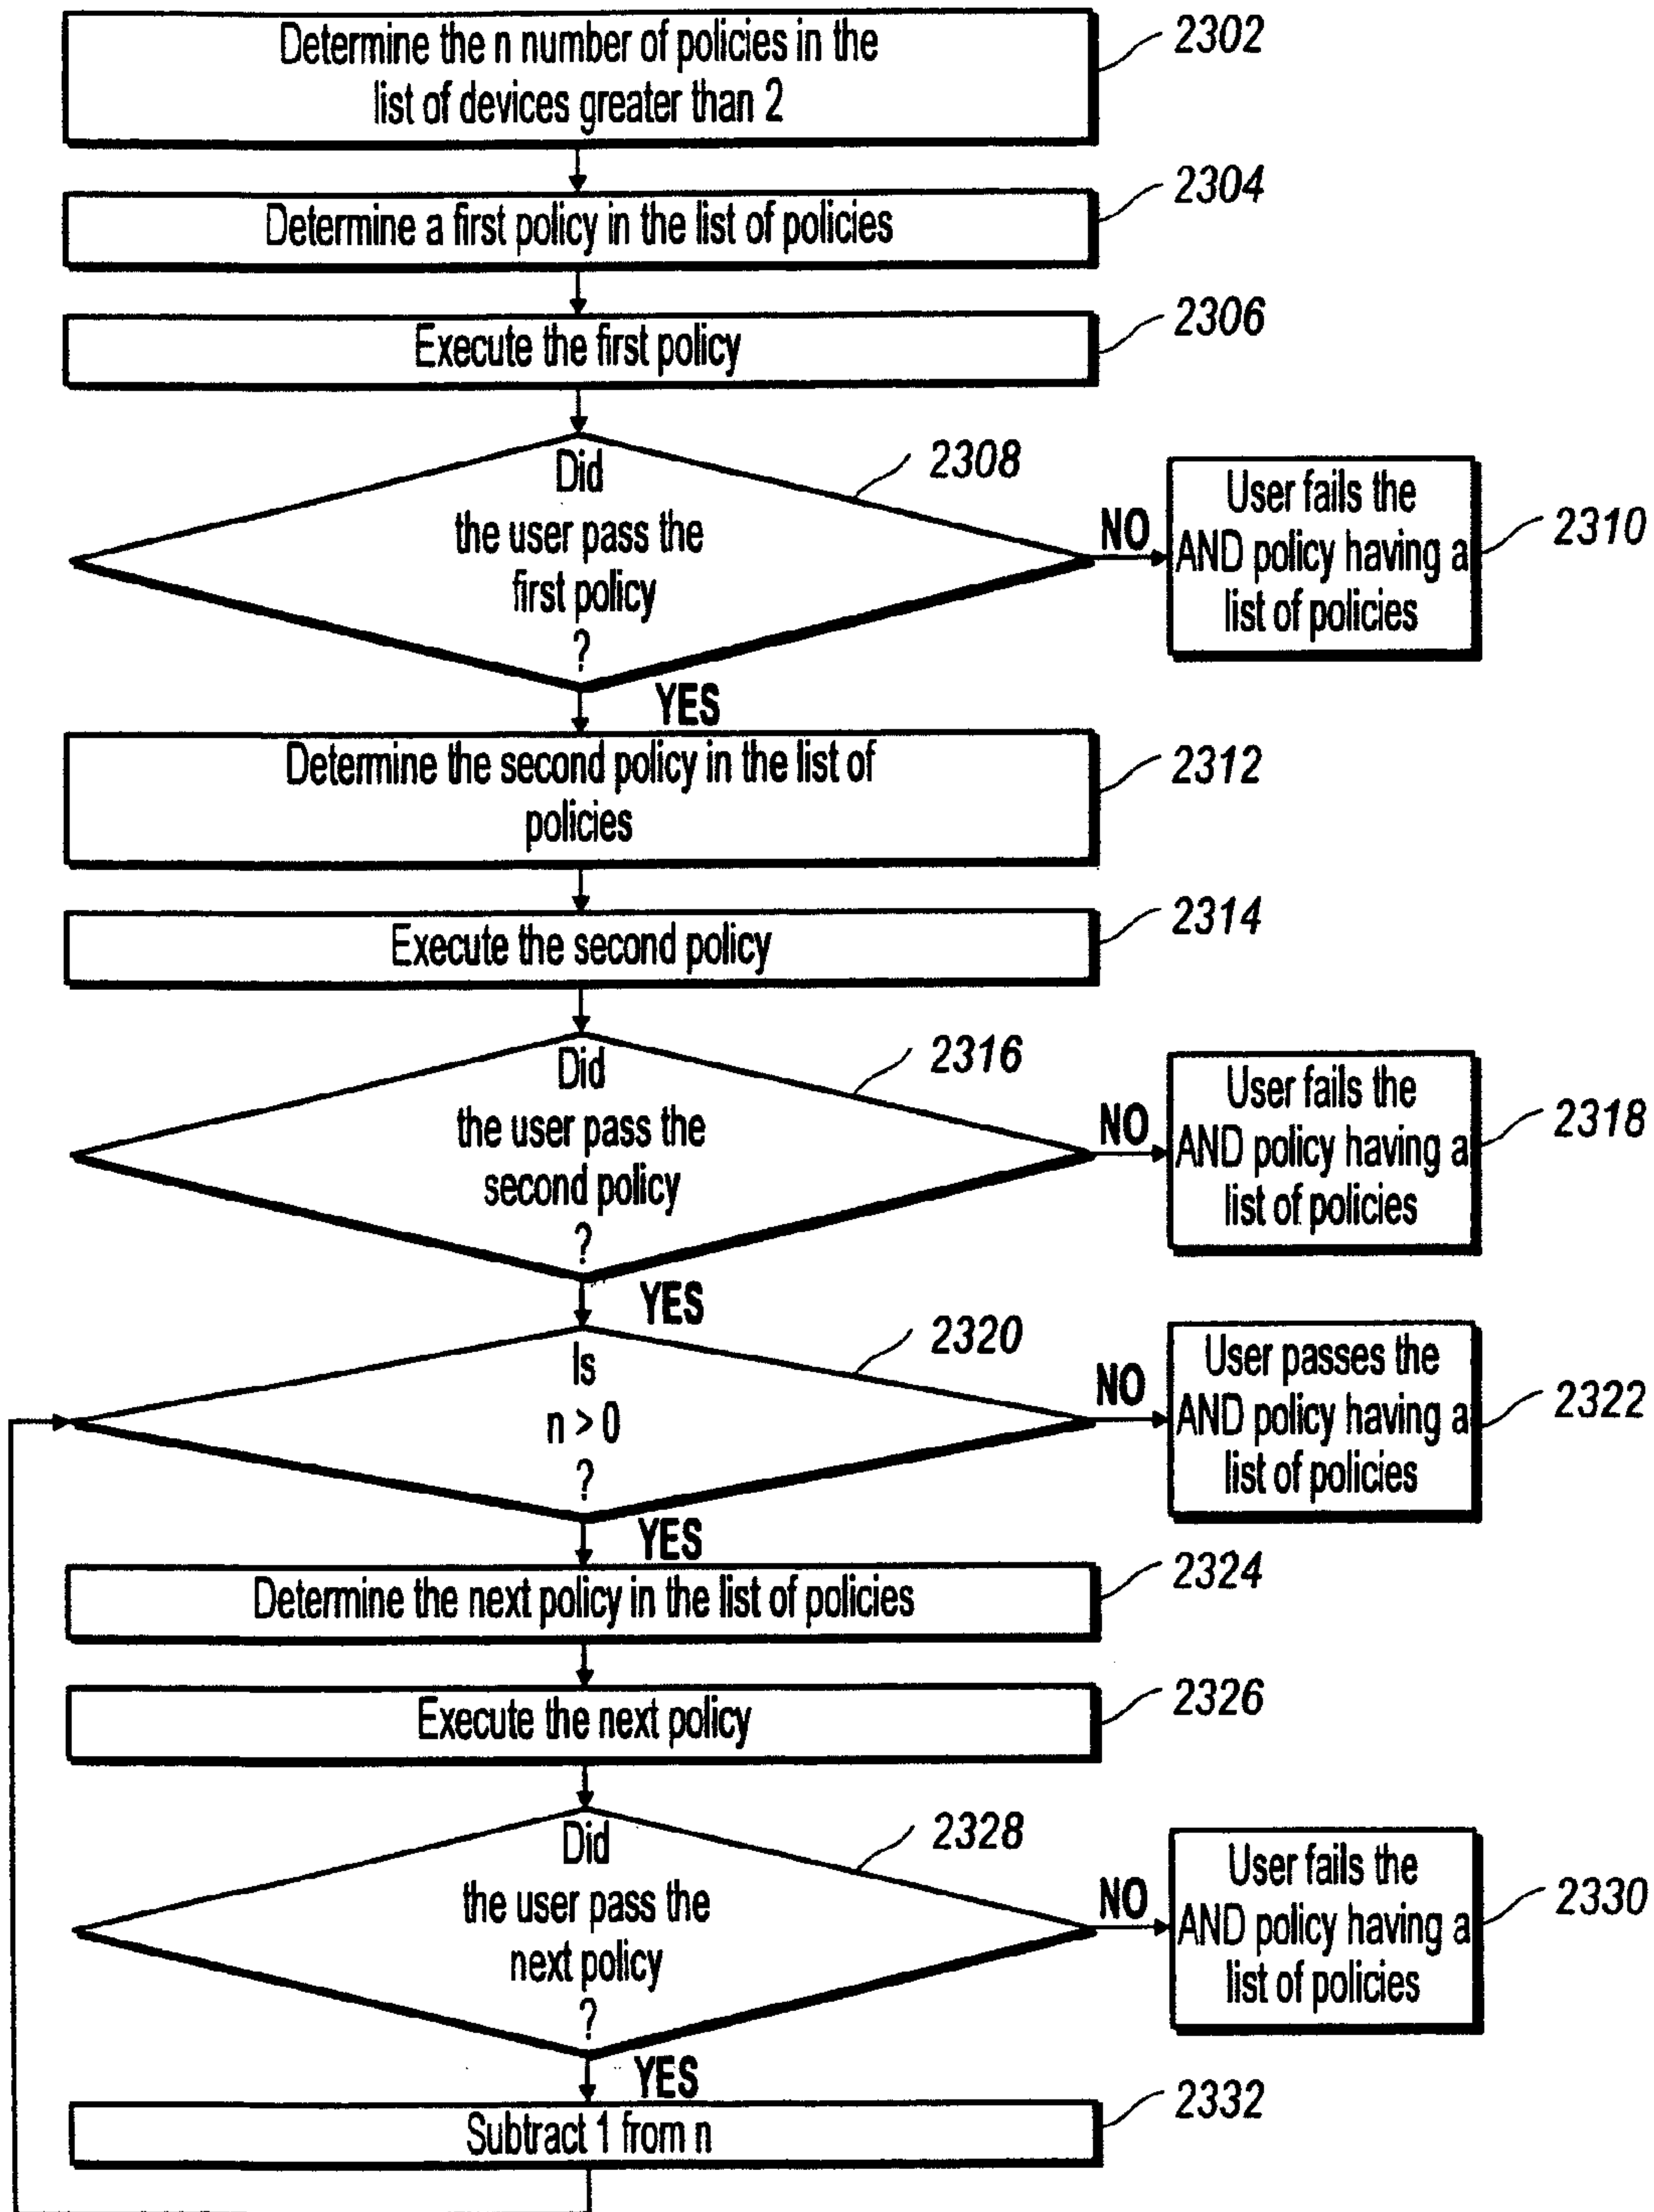 Determine the n number of policies in the
list of devices greater than 2
2302
Determine a first policy in the list of policies
2304
Execute the first policy
2306
Did
the user pass the
first policy
?
2308
NO
User fails the
AND policy having a
list of policies
2310
YES
Determine the second policy in the list of
policies
2312
Execute the second policy
2314
Did
the user pass the
second policy
?
2316
NO
User fails the
AND policy having a
list of policies
2318
YES
Is
n > 0
?
2320
NO
User passes the
AND policy having a
list of policies
2322
YES
Determine the next policy in the list of policies
2324
Execute the next policy
2326
Did
the user pass the
next policy
?
2328
NO
User fails the
AND policy having a
list of policies
2330
YES
Subtract 1 from n
2332